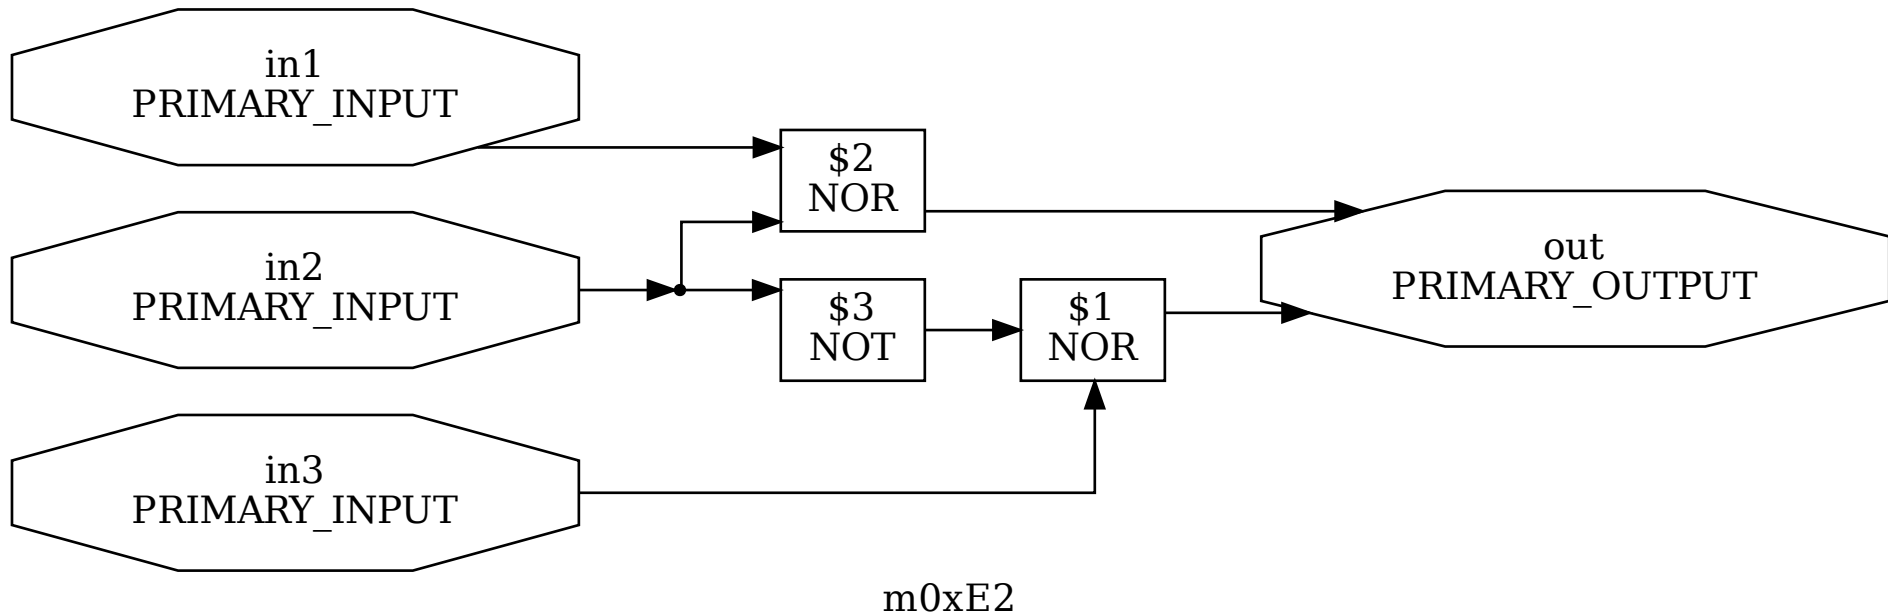 in1
PRIMARY_INPUT
$2
NOR
in2
PRIMARY_INPUT
out
PRIMARY_OUTPUT
$3
NOT
$1
NOR
in3
PRIMARY_INPUT
m0xE2